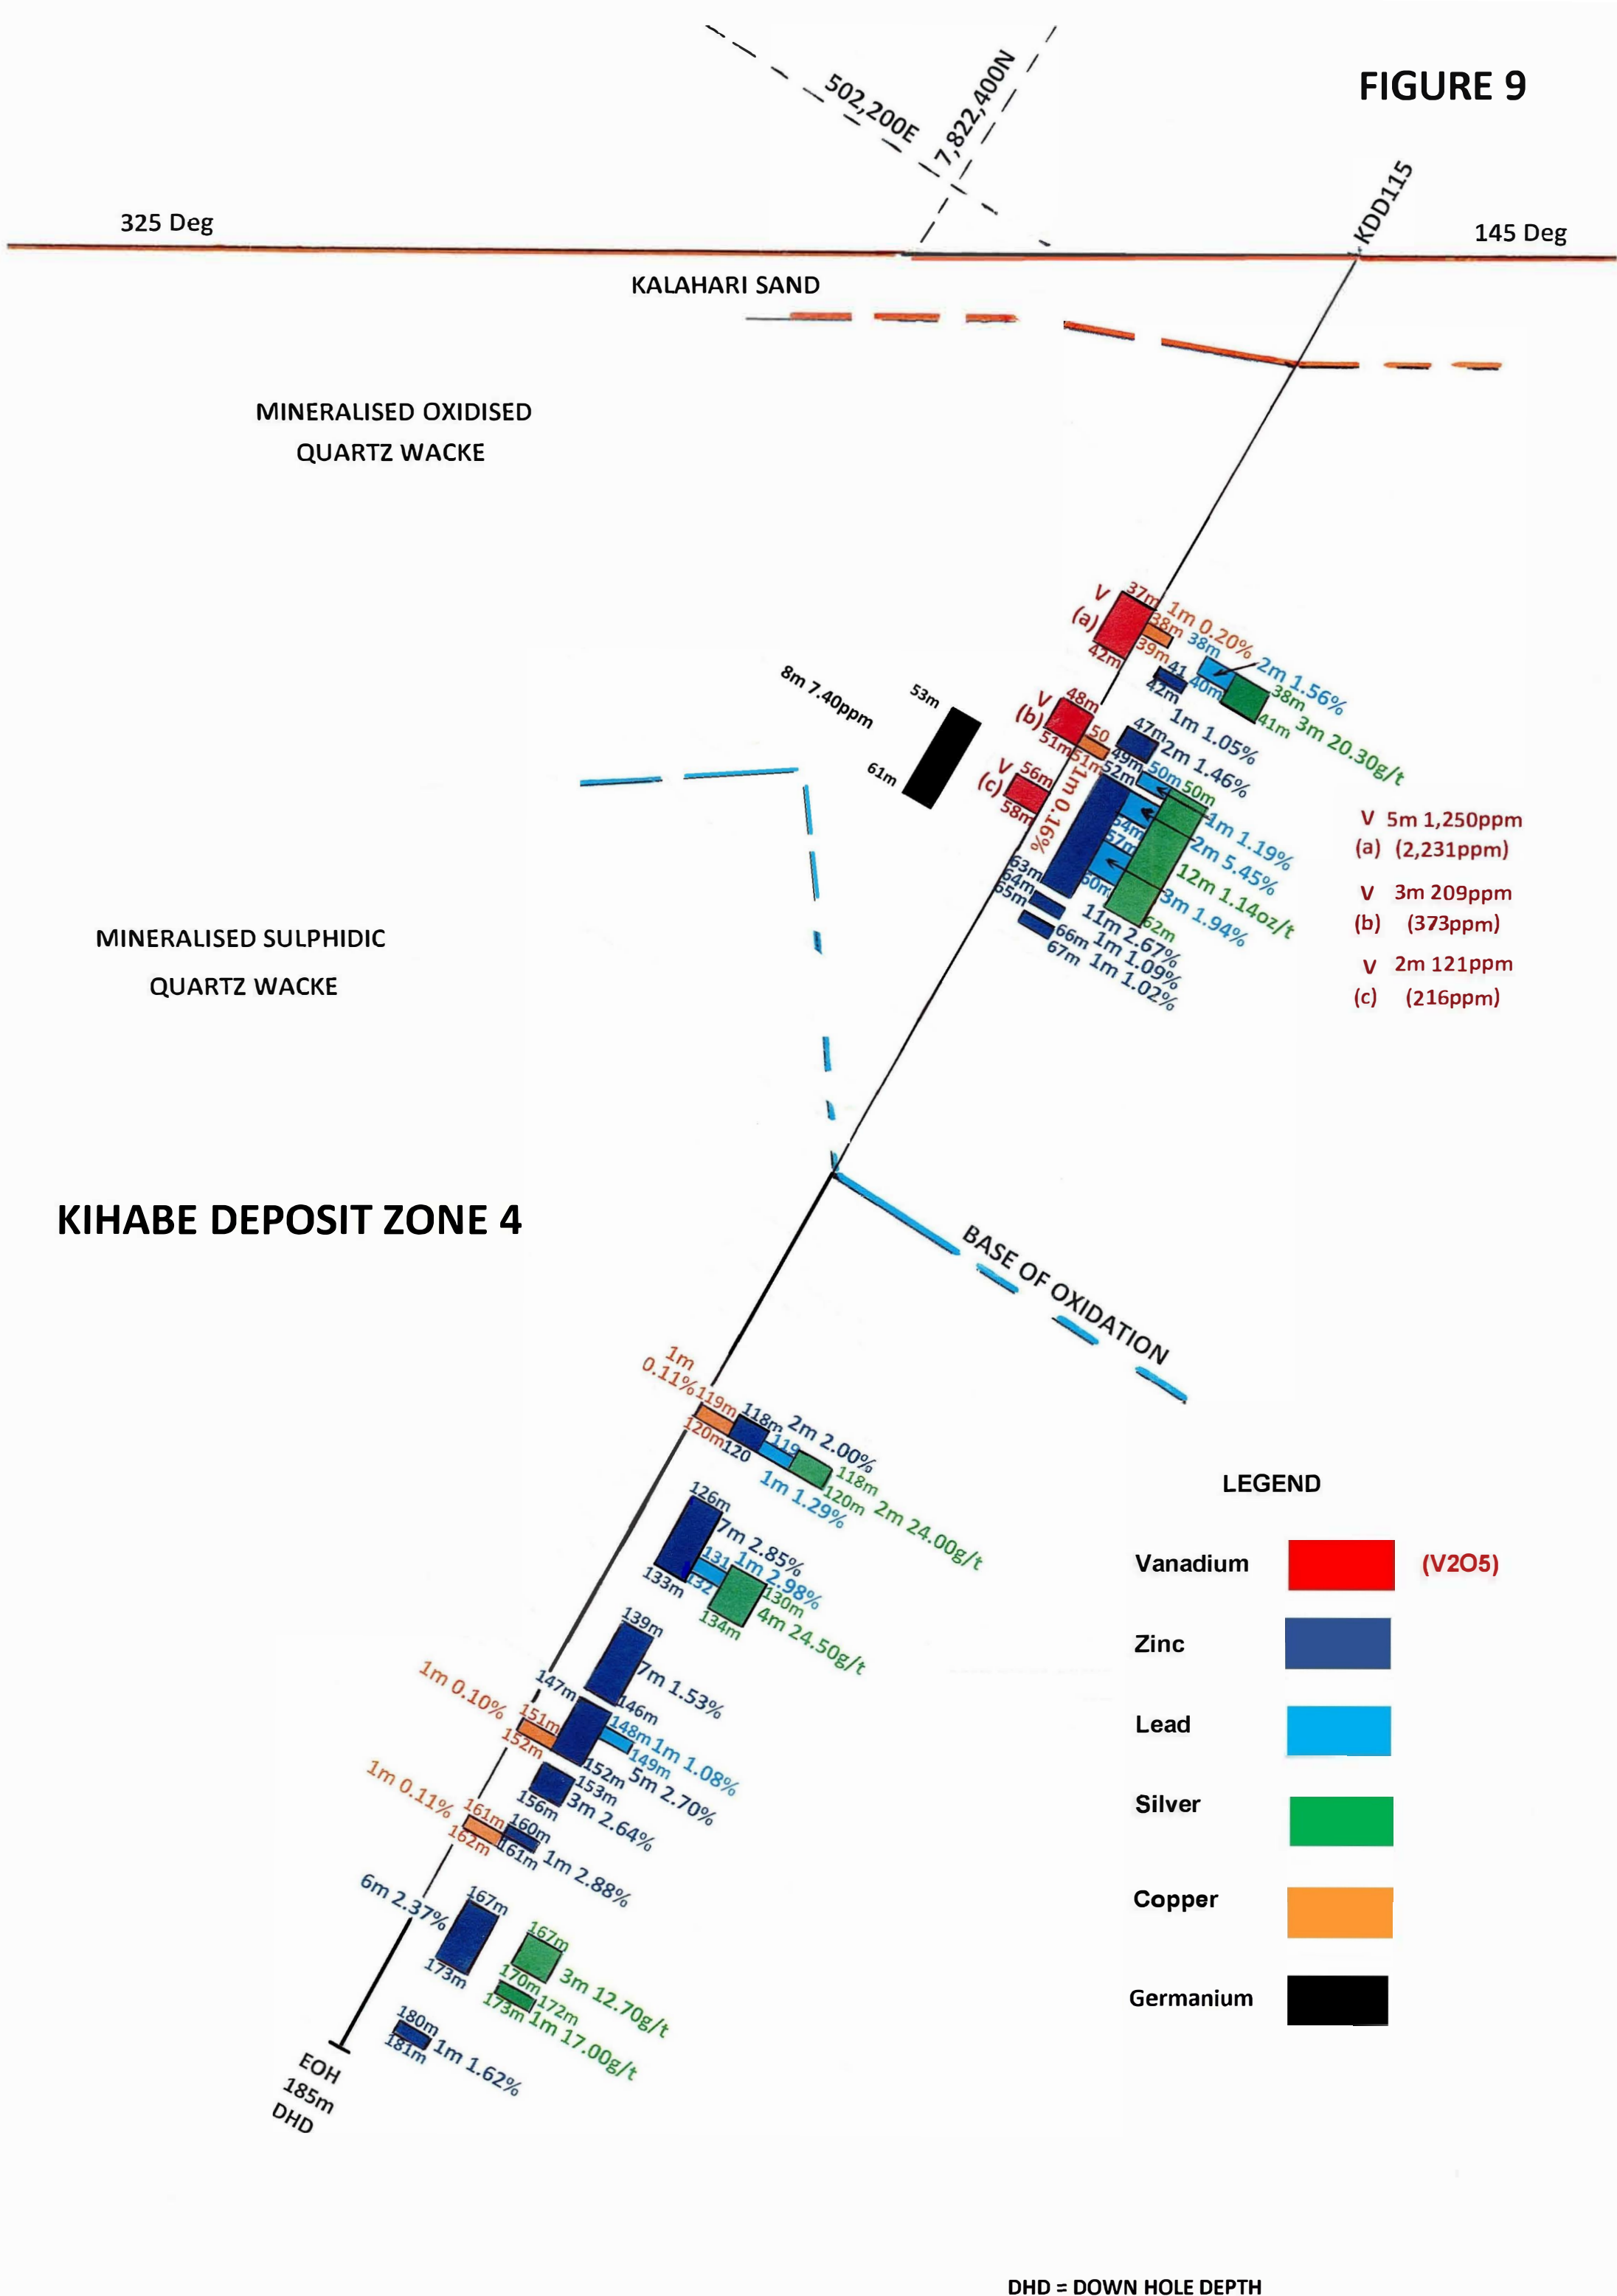 FIGURE 9
502,200E
7,822,400N
KDD115
325 Deg
145 Deg
KALAHARI SAND
MINERALISED OXIDISED
QUARTZ WACKE
V
(a)
37m
42m
1m 0.20%
38m
39m
38m
40m
2m 1.56%
41
42m
38m
41m
3m 20.30g/t
1m 1.05%
8m 7.40ppm
53m
61m
V
(b)
48m
51m
50
51m
1m 0.16%
47m
49m
2m 1.46%
V
(c)
56m
58m
52m
50m
50m
54m
57m
60m
1m 1.19%
2m 5.45%
12m 1.14oz/t
3m 1.94%
62m
63m
64m
65m
11m 2.67%
66m 1m 1.09%
67m 1m 1.02%
V 5m 1,250ppm
(a) (2,231ppm)
V 3m 209ppm
(b) (373ppm)
V 2m 121ppm
(c) (216ppm)
MINERALISED SULPHIDIC
QUARTZ WACKE
KIHABE DEPOSIT ZONE 4
BASE OF OXIDATION
1m
0.11%
119m
120m
118m
120
2m 2.00%
119
1m 1.29%
118m
120m
2m 24.00g/t
126m
133m
7m 2.85%
131
132
1m 2.98%
130m
134m
4m 24.50g/t
139m
146m
7m 1.53%
147m
152m
5m 2.70%
1m 0.10%
151m
152m
148m
149m
1m 1.08%
153m
156m
3m 2.64%
1m 0.11%
161m
162m
160m
161m
1m 2.88%
6m 2.37%
167m
173m
167m
170m
3m 12.70g/t
172m
173m
1m 17.00g/t
180m
181m
1m 1.62%
EOH
185m
DHD
LEGEND
Vanadium
(V2O5)
Zinc
Lead
Silver
Copper
Germanium
DHD = DOWN HOLE DEPTH